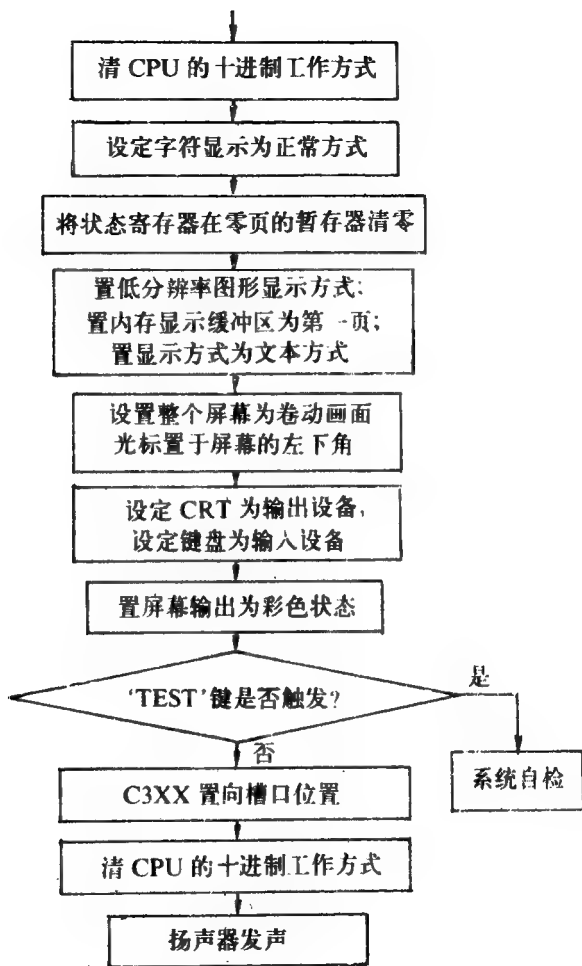 清 CPU 的十进制工作方式
设定字符显示为正常方式
将状态寄存器在零页的暂存器清零
置低分辨率图形显示方式;
置内存显示缓冲区为第一页;
置显示方式为文本方式
设置整个屏幕为卷动画面
光标置于屏幕的左下角
设定 CRT 为输出设备,
设定键盘为输入设备
置屏幕输出为彩色状态
'TEST'键是否触发?
是
否
系统自检
C3XX 置向槽口位置
清 CPU 的十进制工作方式
扬声器发声